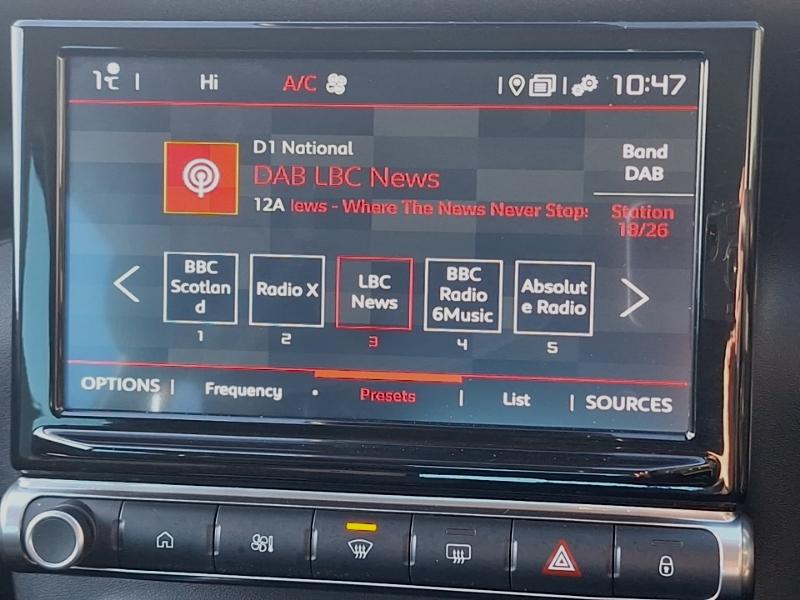 1°C | Hi A/C | | 10:47
D1 National
DAB LBC News
12A lews - Where The News Never Stop:
Band
DAB
Station
18/26
BBC
Scotlan
d
1
Radio X
2
LBC
News
3
BBC
Radio
6Music
4
Absolut
e Radio
5
OPTIONS | Frequency • Presets | List | SOURCES